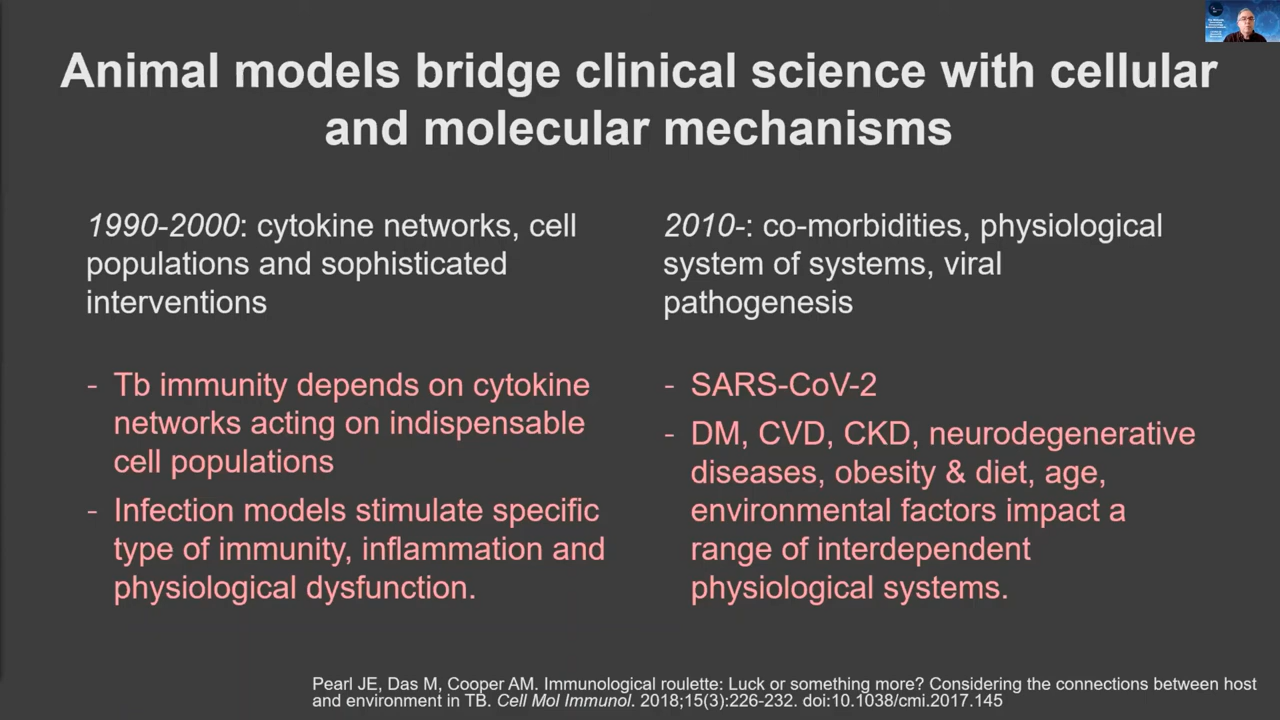 Animal models bridge clinical science with cellular
and molecular mechanisms
1990-2000: cytokine networks, cell
populations and sophisticated
interventions
- Tb immunity depends on cytokine
networks acting on indispensable
cell populations
- Infection models stimulate specific
type of immunity, inflammation and
physiological dysfunction.
2010-: co-morbidities, physiological
system of systems, viral
pathogenesis
- SARS-CoV-2
- DM, CVD, CKD, neurodegenerative
diseases, obesity & diet, age,
environmental factors impact a
range of interdependent
physiological systems.
Pearl JE, Das M, Cooper AM. Immunological roulette: Luck or something more? Considering the connections between host
and environment in TB. Cell Mol Immunol. 2018;15(3):226-232. doi:10.1038/cmi.2017.145